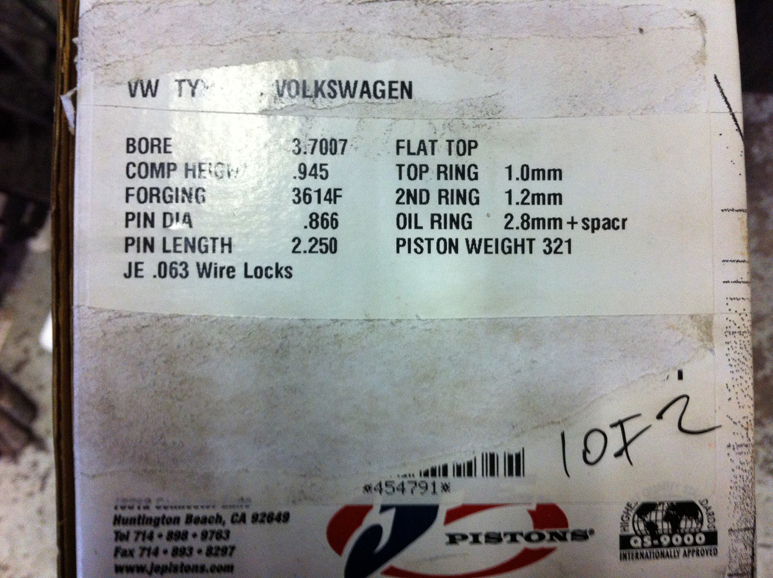 VW TY VOLKSWAGEN
BORE 3.7007 FLAT TOP
COMP HEIGH .945 TOP RING 1.0mm
FORGING 3614F 2ND RING 1.2mm
PIN DIA .866 OIL RING 2.8mm+spacr
PIN LENGTH 2.250 PISTON WEIGHT 321
JE .063 Wire Locks
1 OF 2
*454791*
Huntington Beach, CA 92649
Tel 714 • 898 • 9763
Fax 714 • 893 • 8297
www.jepistons.com
J PISTONS®
QS-9000
INTERNATIONALLY APPROVED